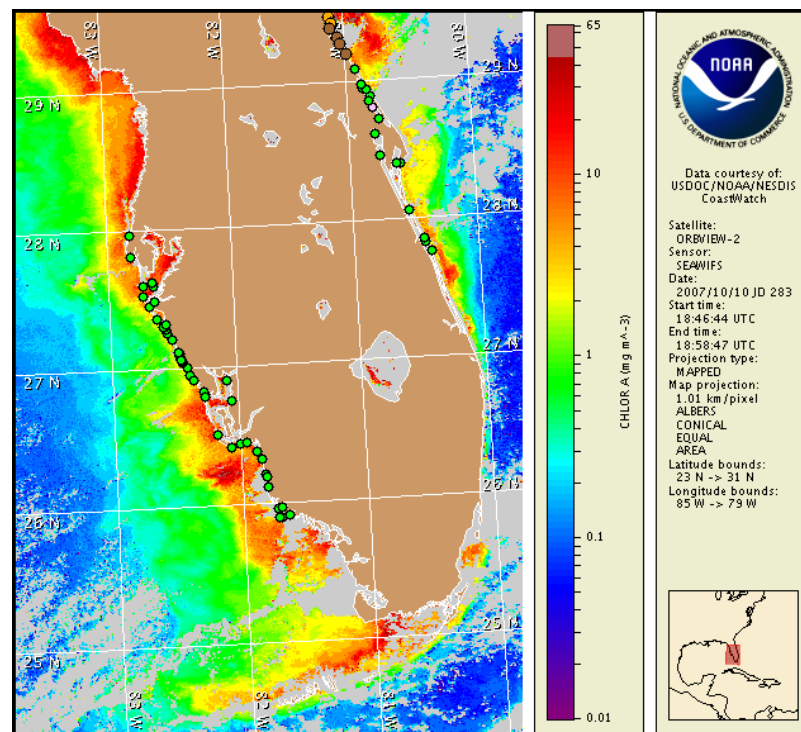 83 W
82 W
W
80 W
29 N
29 N
28 N
28 N
27 N
27 N
26 N
26 N
25 N
25 N
83 W
82 W
81 W
65
10
1
0.1
0.01
CHLOR A (mg m^-3)
NATIONAL OCEANIC AND ATMOSPHERIC ADMINISTRATION
NOAA
U.S. DEPARTMENT OF COMMERCE
Data courtesy of:
USDOC/NOAA/NESDIS
CoastWatch
Satellite:
ORBVIEW-2
Sensor:
SEAWIFS
Date:
2007/10/10 JD 283
Start time:
18:46:44 UTC
End time:
18:58:47 UTC
Projection type:
MAPPED
Map projection:
1.01 km/pixel
ALBERS
CONICAL
EQUAL
AREA
Latitude bounds:
23 N -> 31 N
Longitude bounds:
85 W -> 79 W